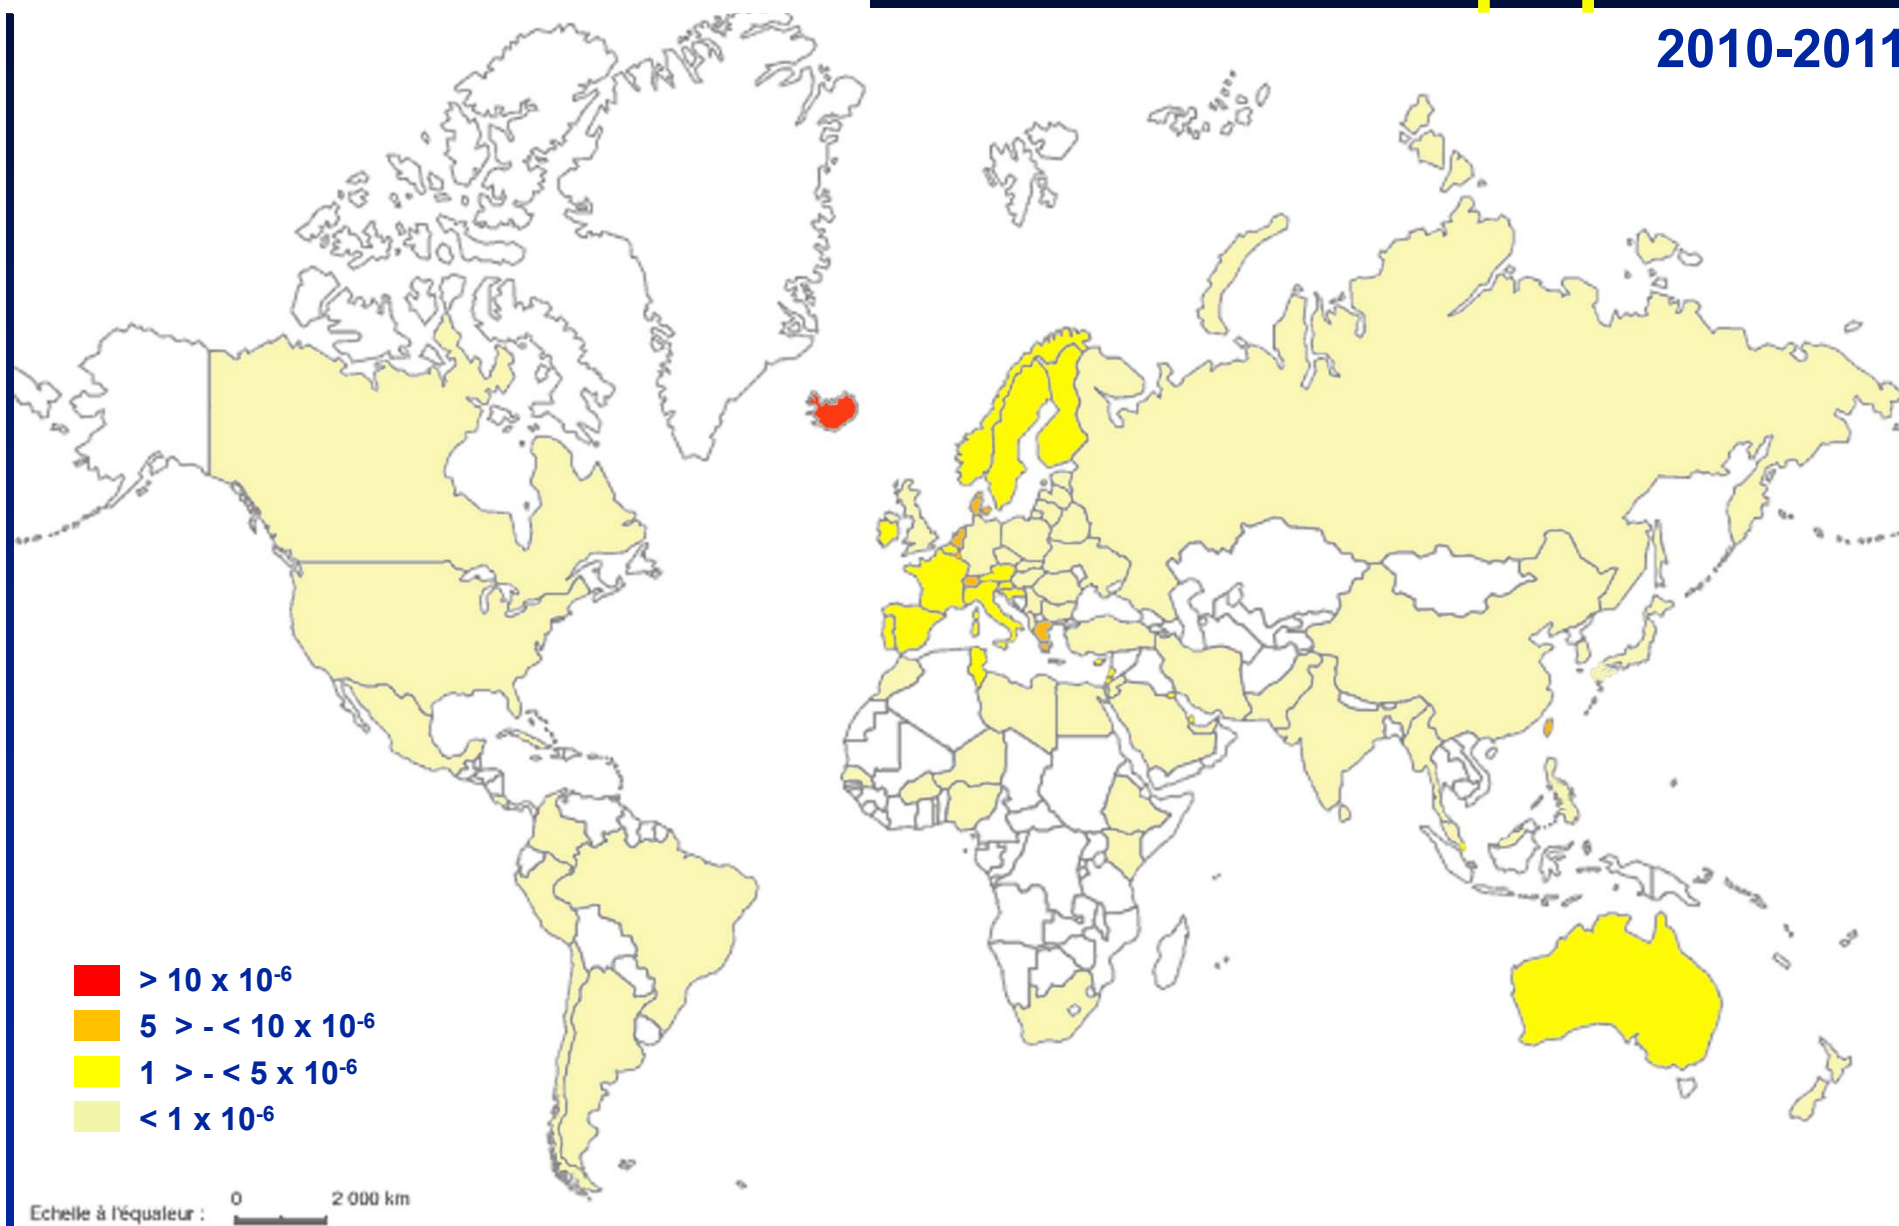 2010-2011
> 10 x 10-6
5 > - < 10 x 10-6
1 > - < 5 x 10-6
< 1 x 10-6
0 2 000 km
Echelle à l'équateur :